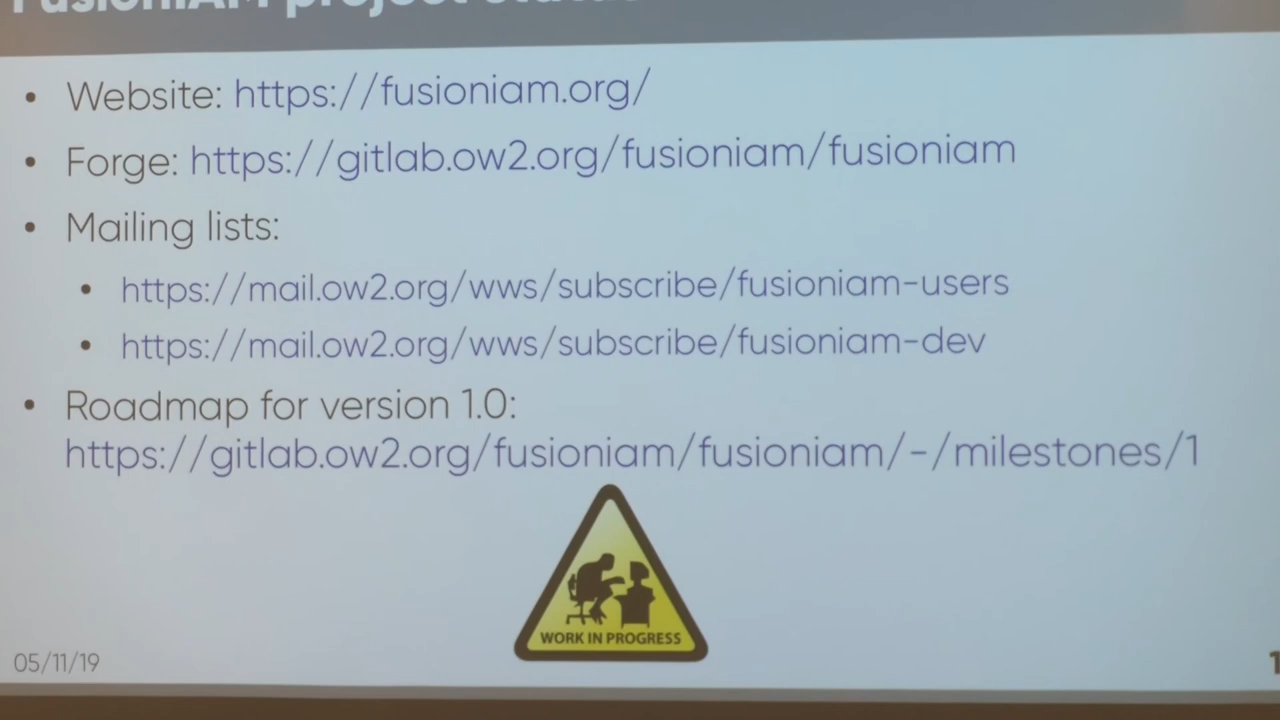 FusionIAM project status
• Website: https://fusioniam.org/
• Forge: https://gitlab.ow2.org/fusioniam/fusioniam
• Mailing lists:
• https://mail.ow2.org/wws/subscribe/fusioniam-users
• https://mail.ow2.org/wws/subscribe/fusioniam-dev
• Roadmap for version 1.0:
https://gitlab.ow2.org/fusioniam/fusioniam/-/milestones/1
WORK IN PROGRESS
05/11/19